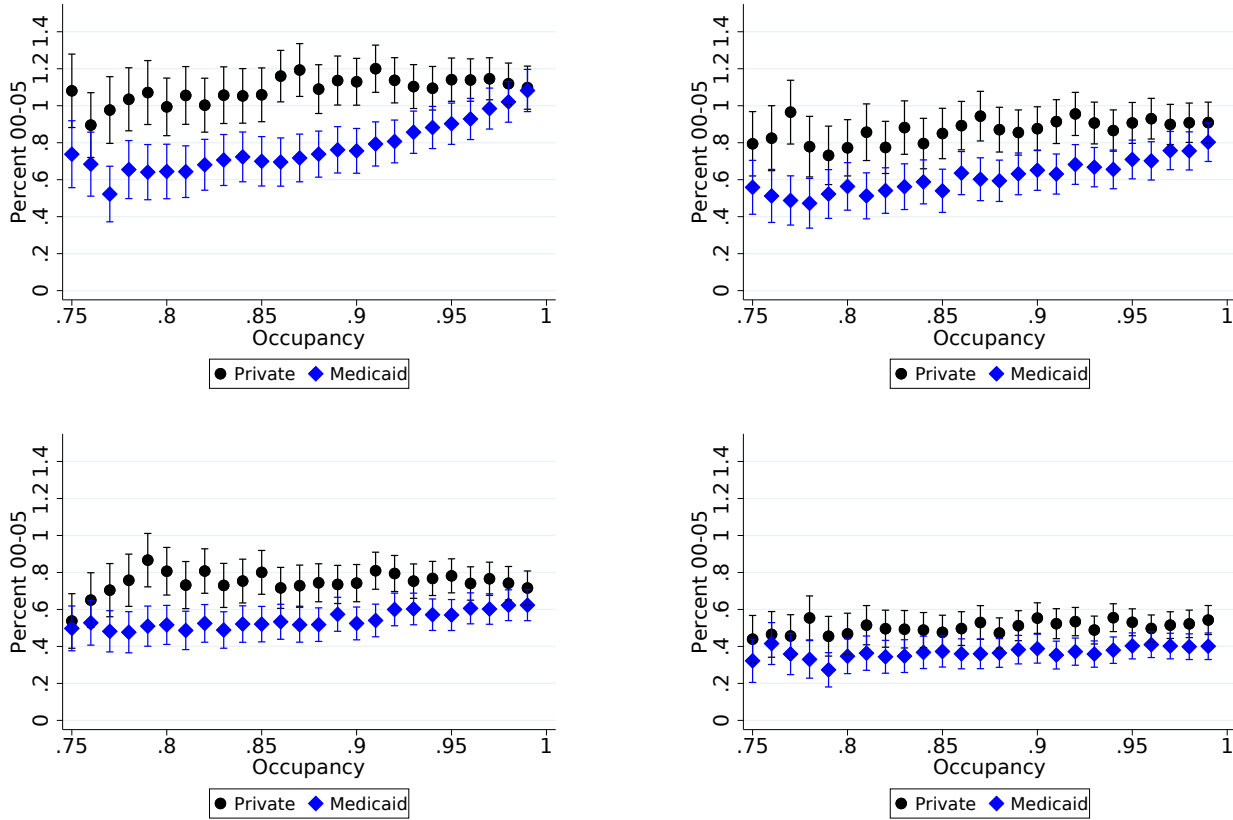 Percent 00-05
0 .2 .4 .6 .8 1 1.2 1.4
.75 .8 .85 .9 .95 1
Occupancy
Private Medicaid
Percent 00-05
0 .2 .4 .6 .8 1 1.2 1.4
.75 .8 .85 .9 .95 1
Occupancy
Private Medicaid
Percent 00-05
0 .2 .4 .6 .8 1 1.2 1.4
.75 .8 .85 .9 .95 1
Occupancy
Private Medicaid
Percent 00-05
0 .2 .4 .6 .8 1 1.2 1.4
.75 .8 .85 .9 .95 1
Occupancy
Private Medicaid